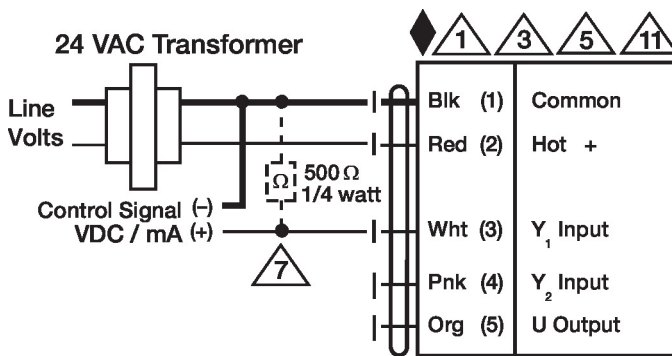 24 VAC Transformer
1 3 5 11
Line
Volts
Blk (1) Common
Red (2) Hot +
Ω 500 Ω
1/4 watt
Control Signal (–)
VDC / mA (+)
Wht (3) Y1 Input
7
Pnk (4) Y2 Input
Org (5) U Output